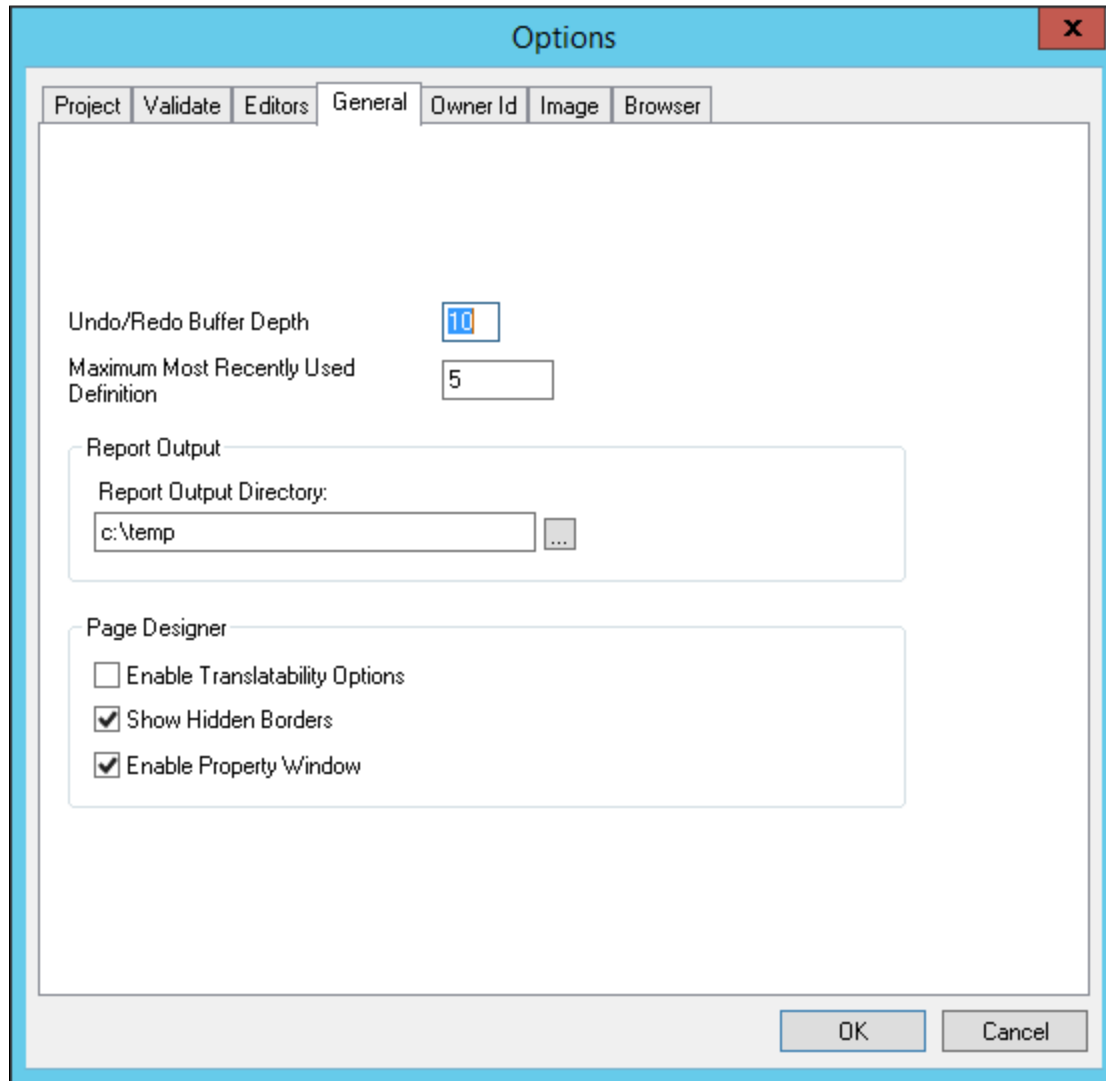 Options
x
Project Validate Editors General Owner Id Image Browser
Undo/Redo Buffer Depth 10
Maximum Most Recently Used
Definition 5
Report Output
Report Output Directory:
c:\temp ...
Page Designer
Enable Translatability Options
Show Hidden Borders
Enable Property Window
OK Cancel